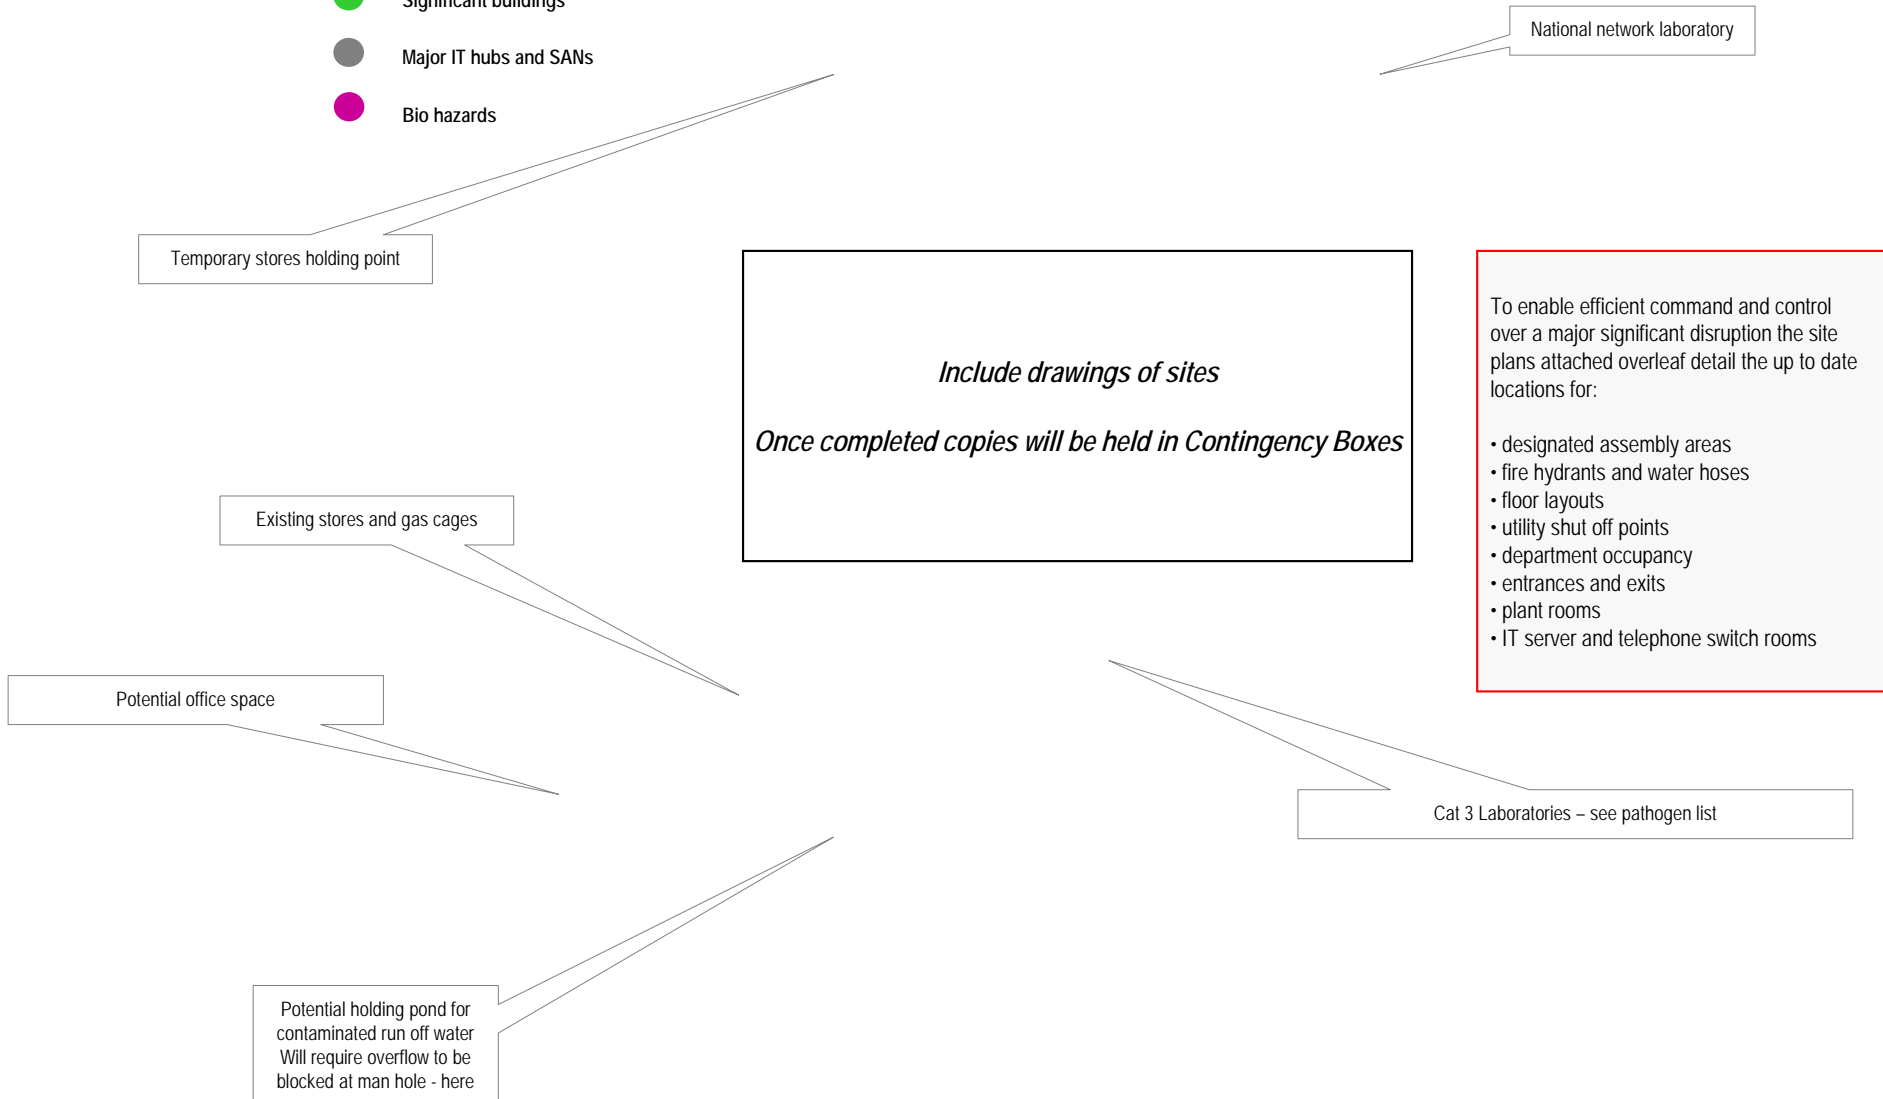 Significant buildings
National network laboratory
Major IT hubs and SANs
Bio hazards
Temporary stores holding point
Include drawings of sites
Once completed copies will be held in Contingency Boxes
To enable efficient command and control
over a major significant disruption the site
plans attached overleaf detail the up to date
locations for:
• designated assembly areas
• fire hydrants and water hoses
• floor layouts
• utility shut off points
• department occupancy
• entrances and exits
• plant rooms
• IT server and telephone switch rooms
Existing stores and gas cages
Potential office space
Cat 3 Laboratories – see pathogen list
Potential holding pond for
contaminated run off water
Will require overflow to be
blocked at man hole - here